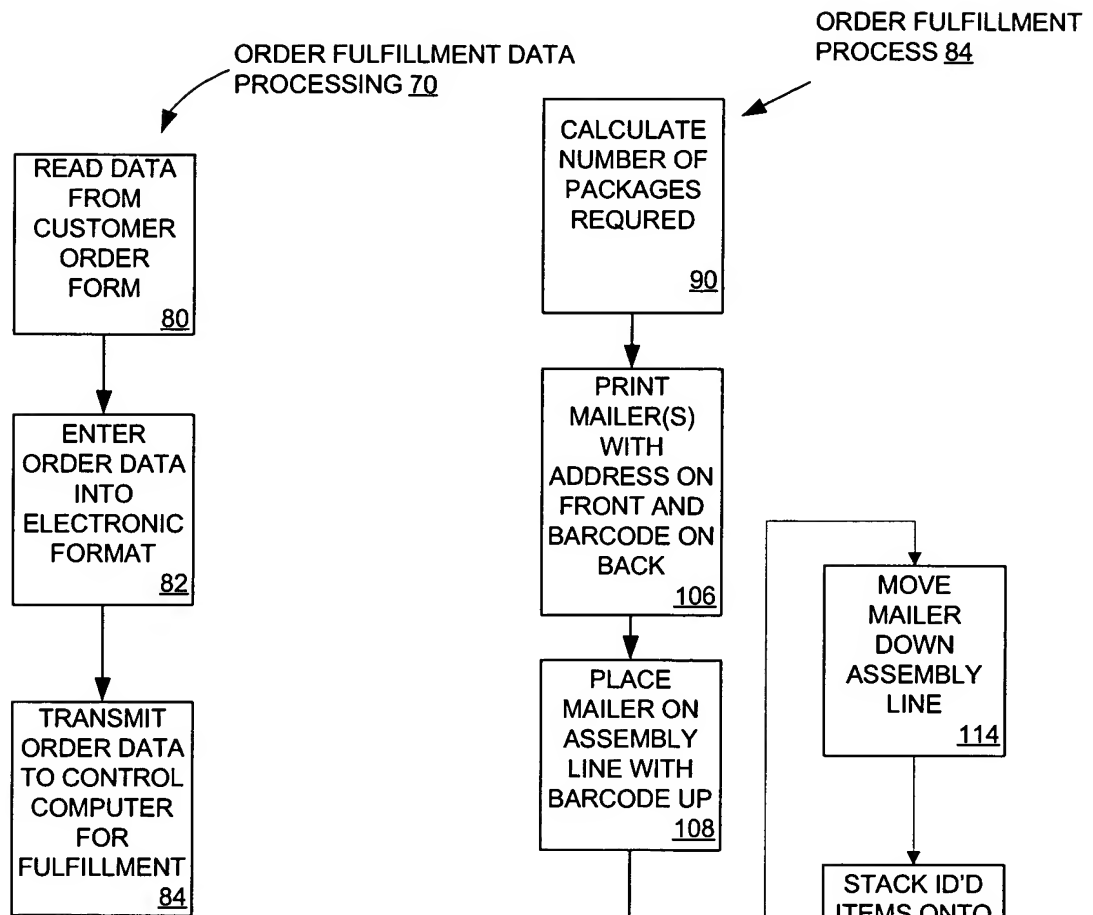 ORDER FULFILLMENT DATA
PROCESSING 70
READ DATA
FROM
CUSTOMER
ORDER
FORM
80
ENTER
ORDER DATA
INTO
ELECTRONIC
FORMAT
82
TRANSMIT
ORDER DATA
TO CONTROL
COMPUTER
FOR
FULFILLMENT
84
ORDER FULFILLMENT
PROCESS 84
CALCULATE
NUMBER OF
PACKAGES
REQURED
90
PRINT
MAILER(S)
WITH
ADDRESS ON
FRONT AND
BARCODE ON
BACK
106
PLACE
MAILER ON
ASSEMBLY
LINE WITH
BARCODE UP
108
MOVE
MAILER
DOWN
ASSEMBLY
LINE
114
STACK ID'D
ITEMS ONTO